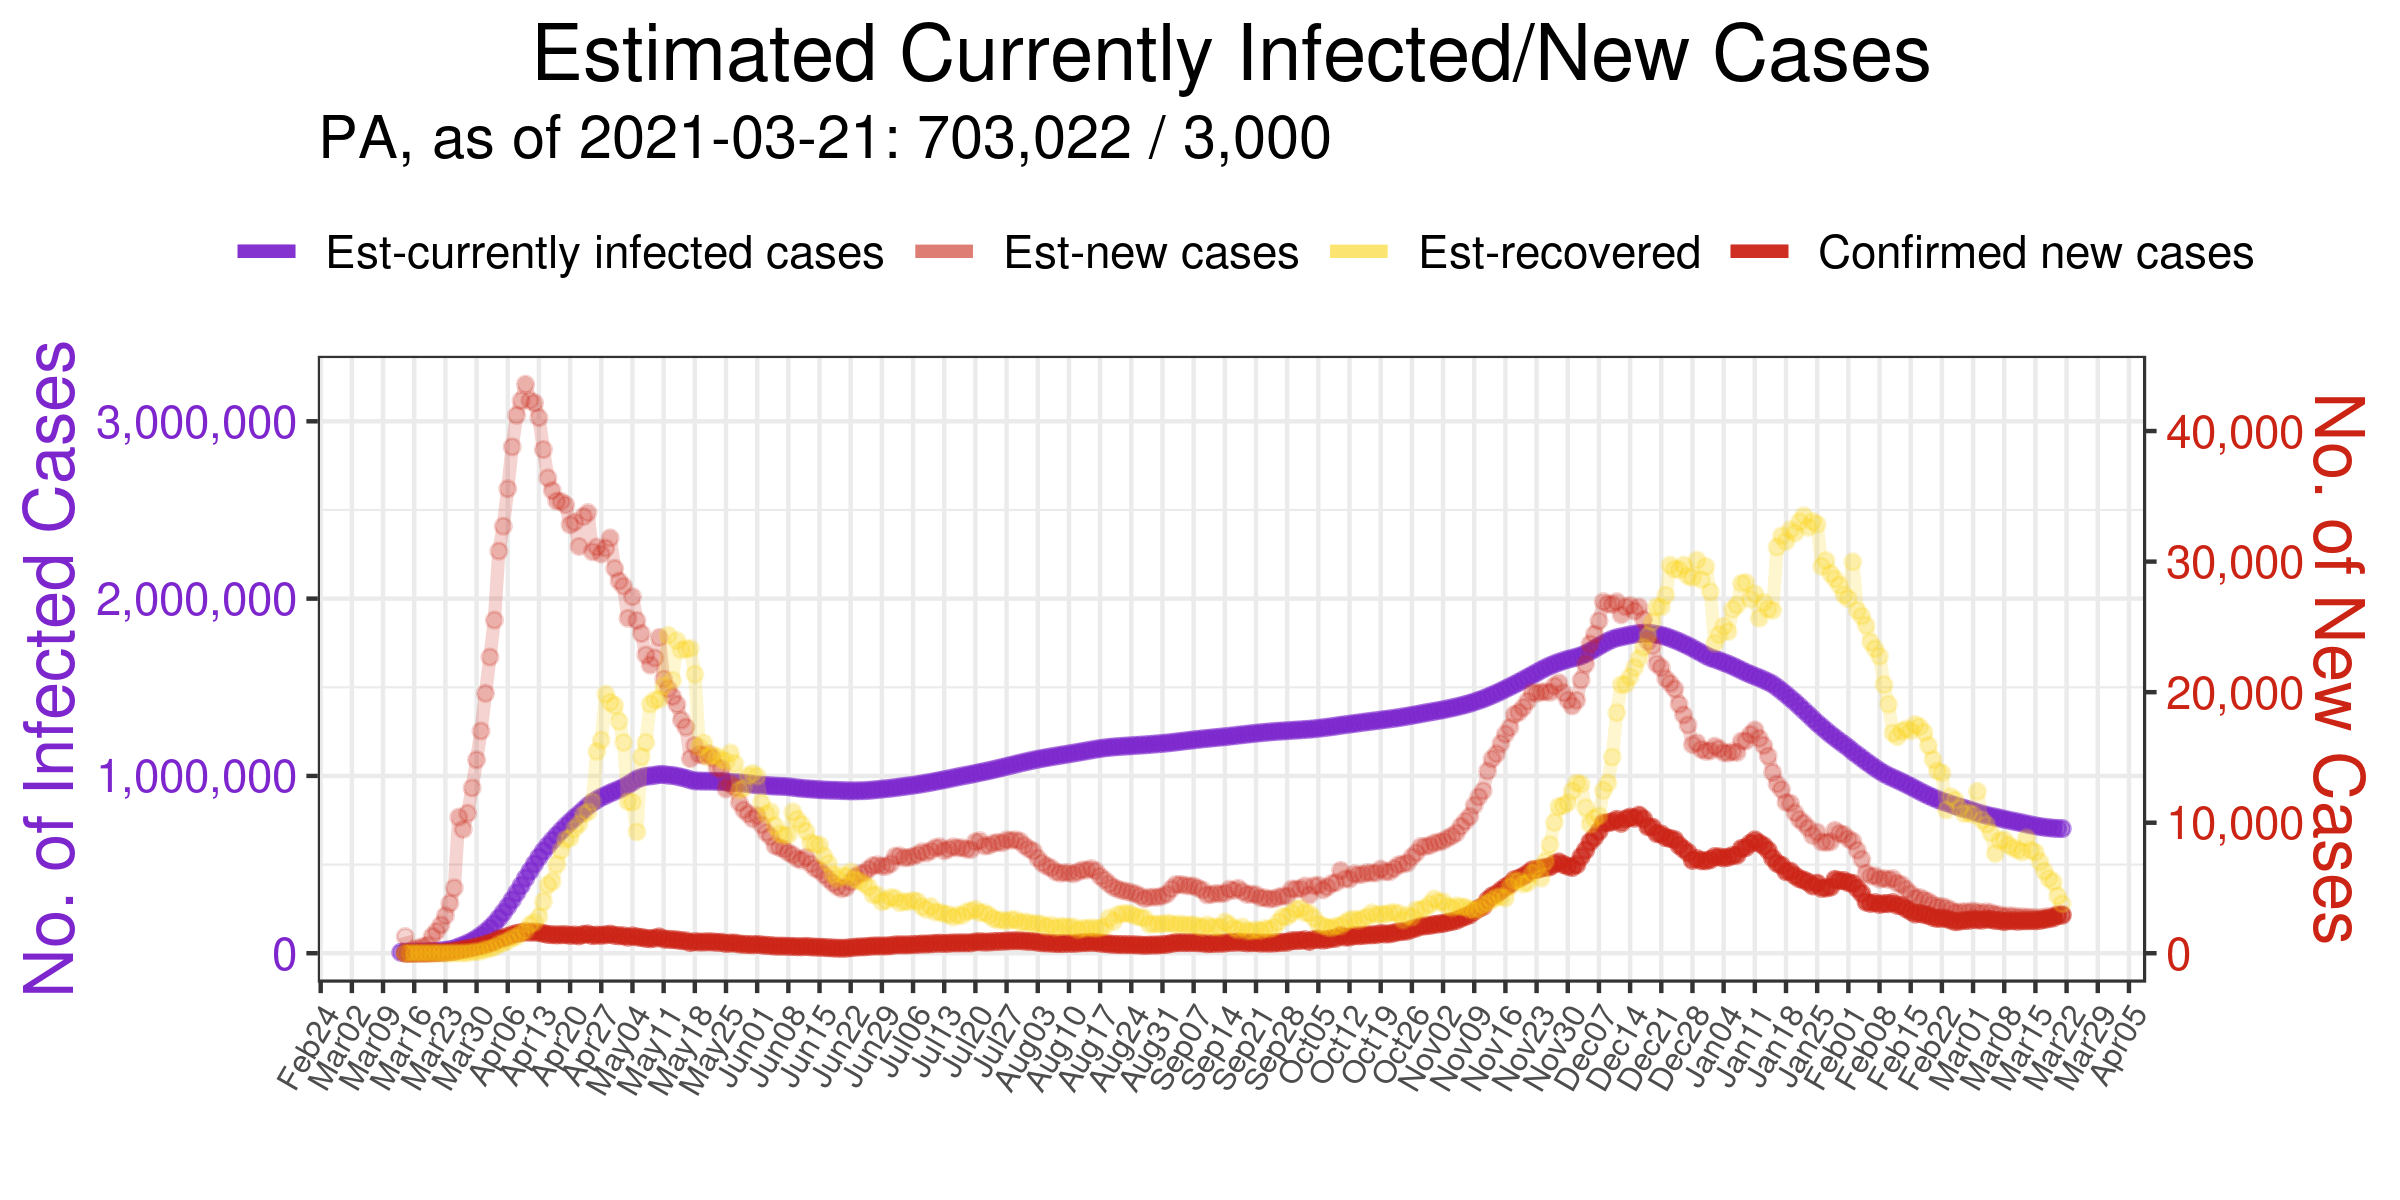 Estimated Currently Infected/New Cases
PA, as of 2021-03-21: 703,022 / 3,000
Est-currently infected cases Est-new cases Est-recovered Confirmed new cases
No. of Infected Cases
3,000,000
2,000,000
1,000,000
0
40,000
30,000
20,000
10,000
0
No. of New Cases
Feb24 Mar02 Mar09 Mar16 Mar23 Mar30 Apr06 Apr13 Apr20 Apr27 May04 May11 May18 May25 Jun01 Jun08 Jun15 Jun22 Jun29 Jul06 Jul13 Jul20 Jul27 Aug03 Aug10 Aug17 Aug24 Aug31 Sep07 Sep14 Sep21 Sep28 Oct05 Oct12 Oct19 Oct26 Nov02 Nov09 Nov16 Nov23 Nov30 Dec07 Dec14 Dec21 Dec28 Jan04 Jan11 Jan18 Jan25 Feb01 Feb08 Feb15 Feb22 Mar01 Mar08 Mar15 Mar22 Mar29 Apr05